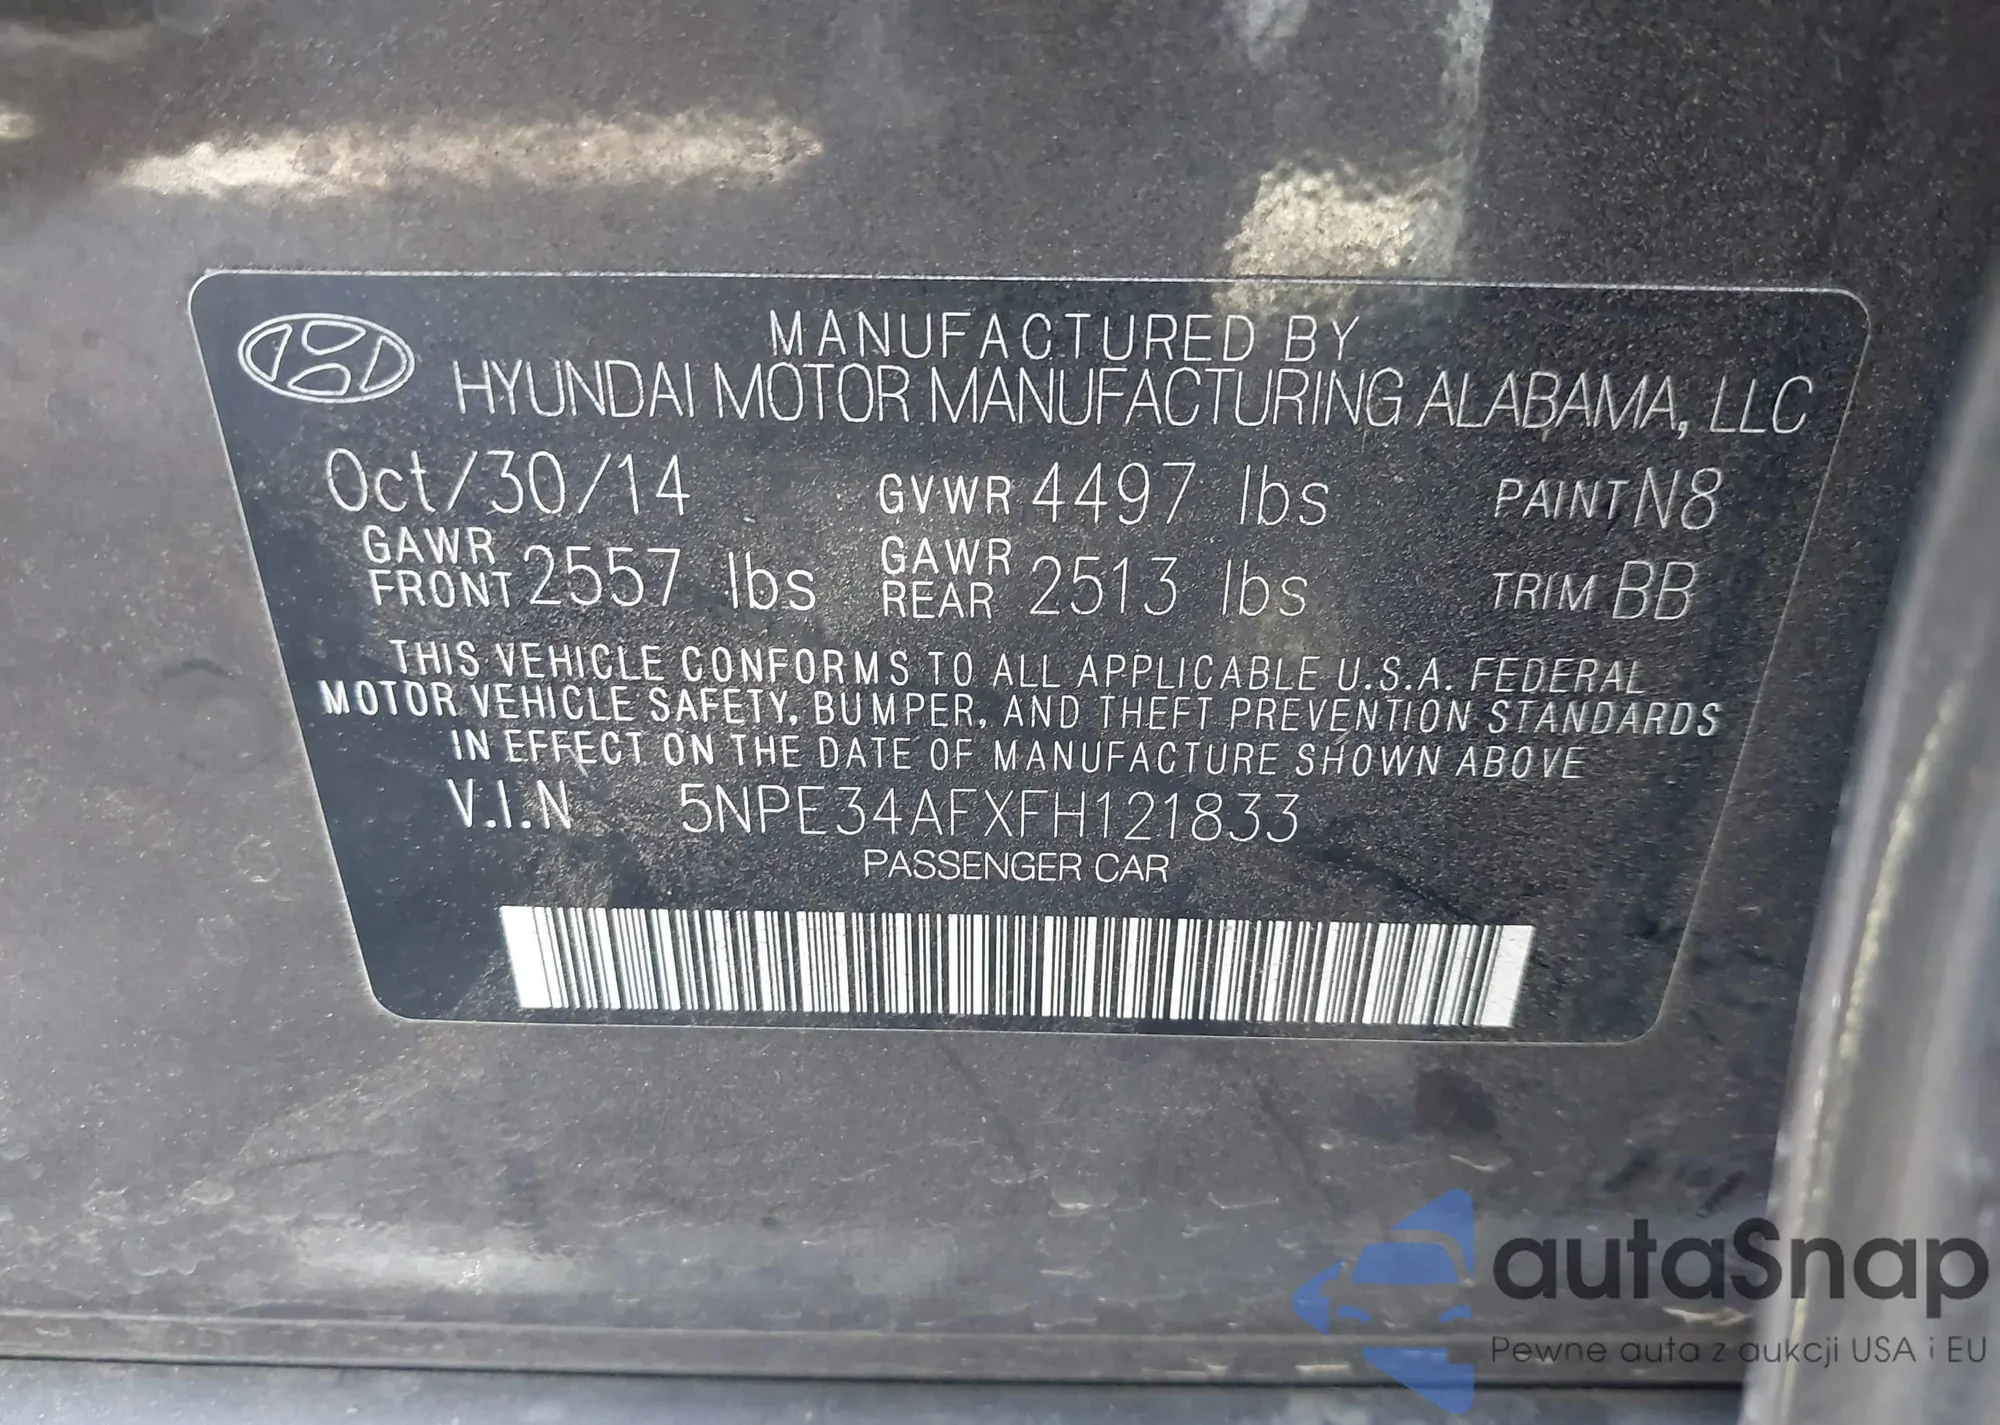 MANUFACTURED BY
HYUNDAI MOTOR MANUFACTURING ALABAMA, LLC
Oct/30/14 GVWR 4497 lbs PAINT N8
GAWR FRONT 2557 lbs GAWR REAR 2513 lbs TRIM BB
THIS VEHICLE CONFORMS TO ALL APPLICABLE U.S.A. FEDERAL
MOTOR VEHICLE SAFETY, BUMPER, AND THEFT PREVENTION STANDARDS
IN EFFECT ON THE DATE OF MANUFACTURE SHOWN ABOVE
V.I.N 5NPE34AFXFH121833
PASSENGER CAR
autaSnap
Pewne auta z aukcji USA i EU